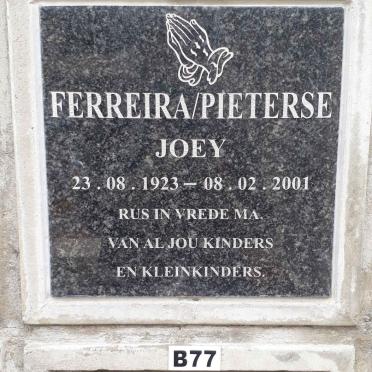 FERREIRA/PIETERSE
JOEY
23.08.1923 – 08.02.2001
RUS IN VREDE MA.
VAN AL JOU KINDERS
EN KLEINKINDERS.
B77